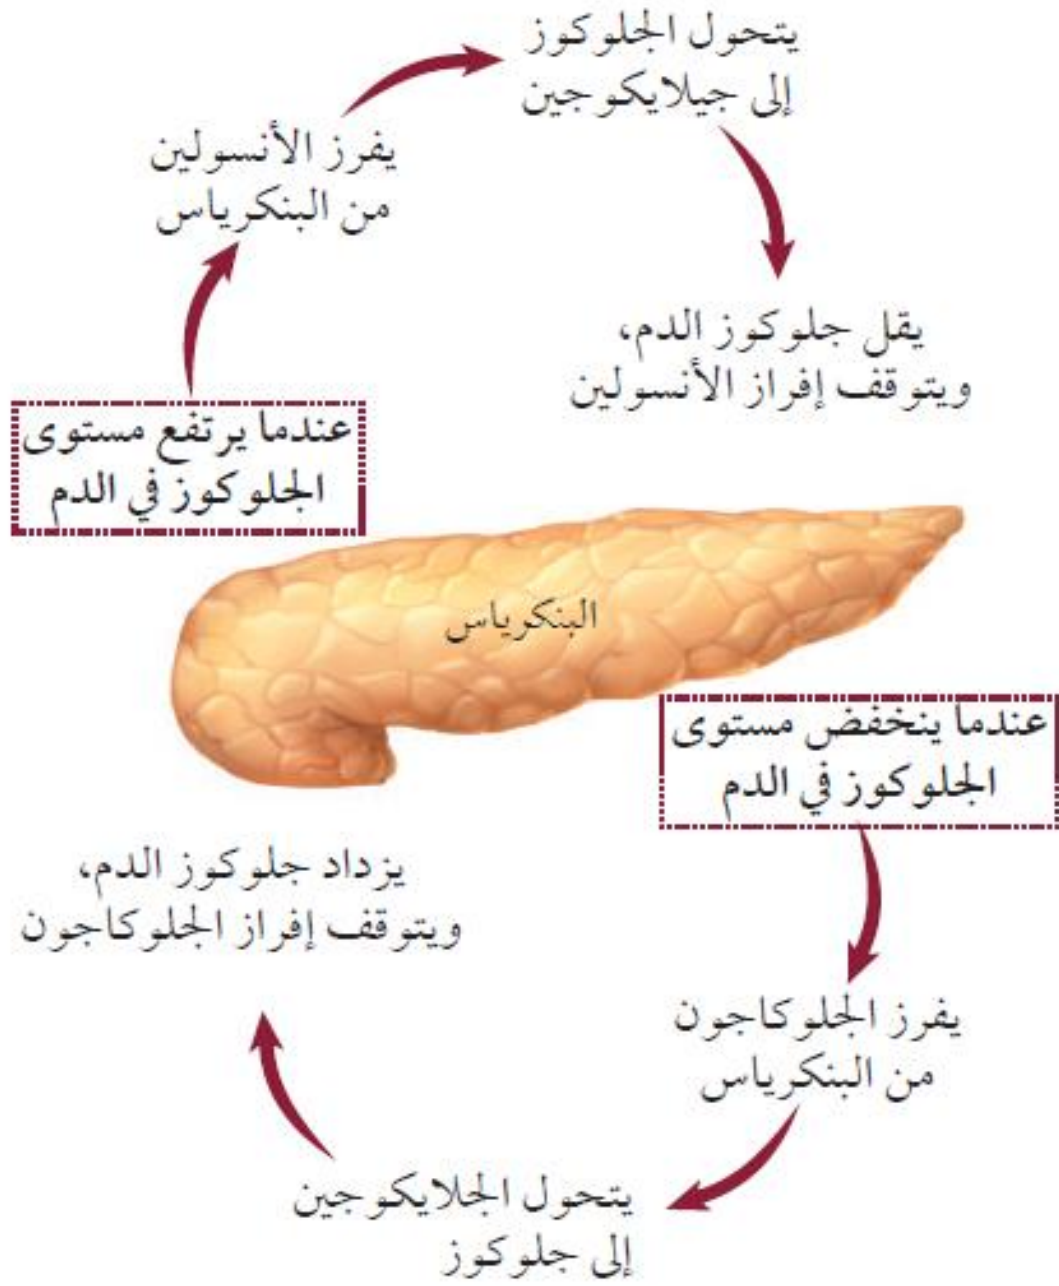 يتحول الجلوكوز
إلى جيلايكوجين
يفرز الأنسولين
من البنكرياس
يقل جلوكوز الدم،
ويتوقف إفراز الأنسولين
عندما يرتفع مستوى
الجلوكوز في الدم
البنكرياس
عندما ينخفض مستوى
الجلوكوز في الدم
يزداد جلوكوز الدم،
ويتوقف إفراز الجلوكاجون
يفرز الجلوكاجون
من البنكرياس
يتحول الجلايكوجين
إلى جلوكوز